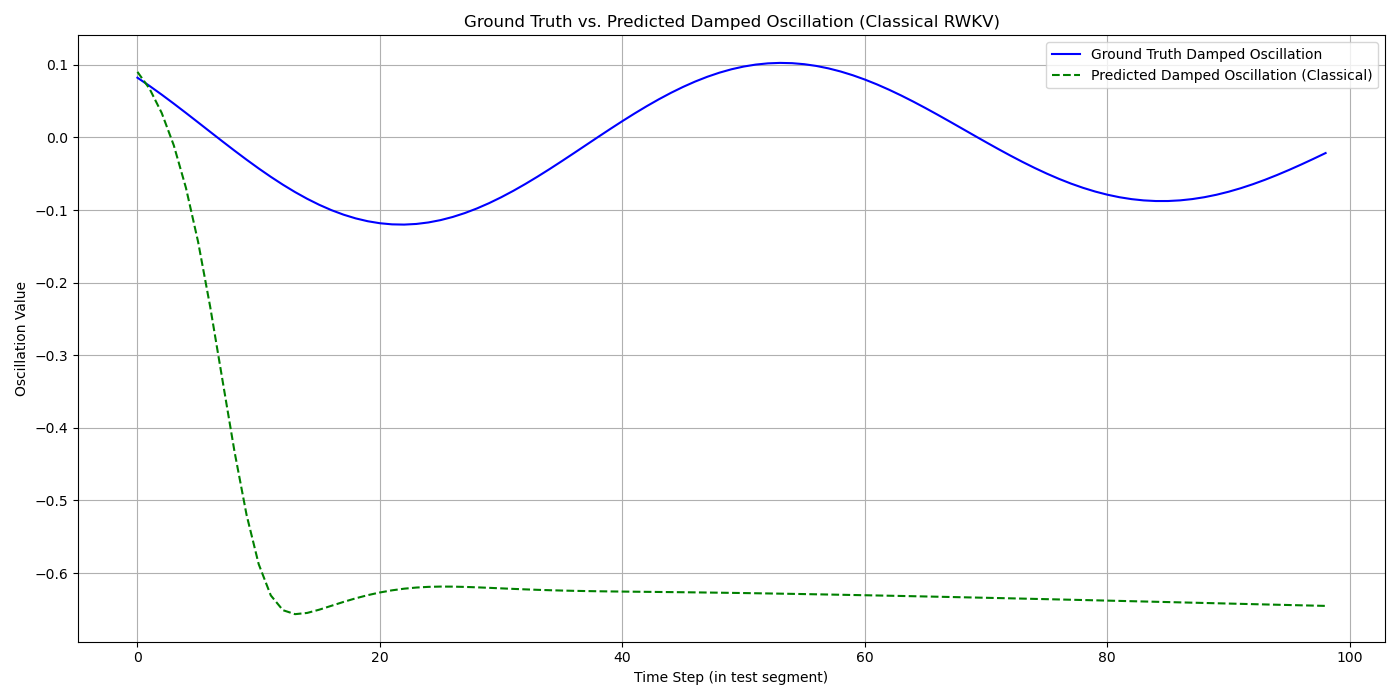 Ground Truth vs. Predicted Damped Oscillation (Classical RWKV)
Ground Truth Damped Oscillation
Predicted Damped Oscillation (Classical)
Oscillation Value
0.1
0.0
−0.1
−0.2
−0.3
−0.4
−0.5
−0.6
0 20 40 60 80 100
Time Step (in test segment)